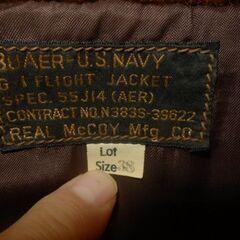 BUAER-U.S. NAVY
G 1 FLIGHT JACKET
SPEC. 55J14 (AER)
CONTRACT NO. N383S-39622
REAL McCOY Mfg. CO
Lot
Size 38